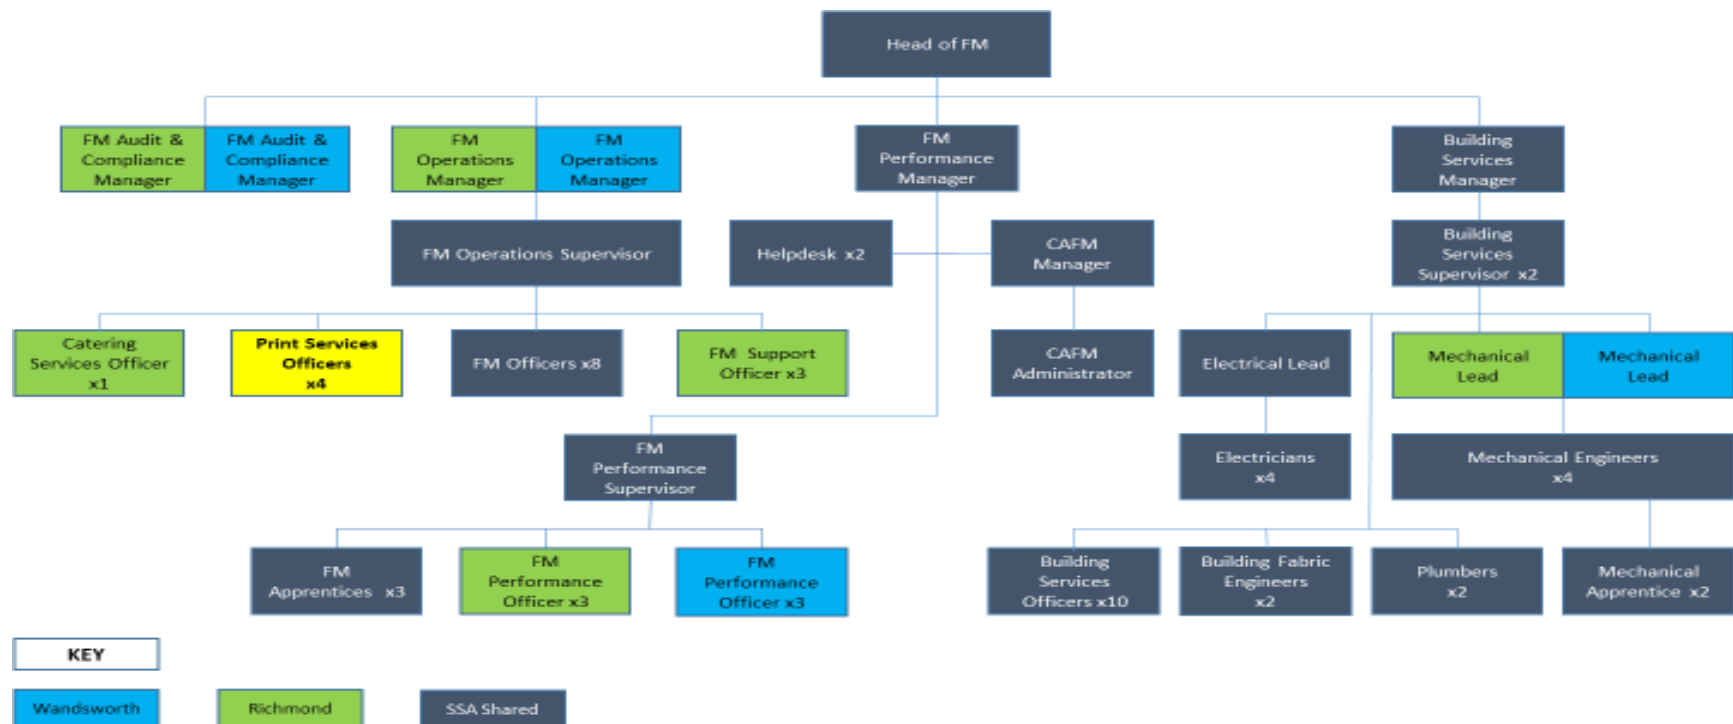 Head of FM
FM Audit &
Compliance
Manager
FM Audit &
Compliance
Manager
FM
Operations
Manager
FM
Operations
Manager
FM
Performance
Manager
Building
Services
Manager
FM Operations Supervisor
Helpdesk x2
CAFM
Manager
Building
Services
Supervisor x2
Catering
Services Officer
x1
Print Services
Officers
x4
FM Officers x8
FM Support
Officer x3
CAFM
Administrator
Electrical Lead
Mechanical
Lead
Mechanical
Lead
FM
Performance
Supervisor
Electricians
x4
Mechanical Engineers
x4
FM
Apprentices x3
FM
Performance
Officer x3
FM
Performance
Officer x3
Building
Services
Officers x10
Building Fabric
Engineers
x2
Plumbers
x2
Mechanical
Apprentice x2
KEY
Wandsworth
Richmond
SSA Shared